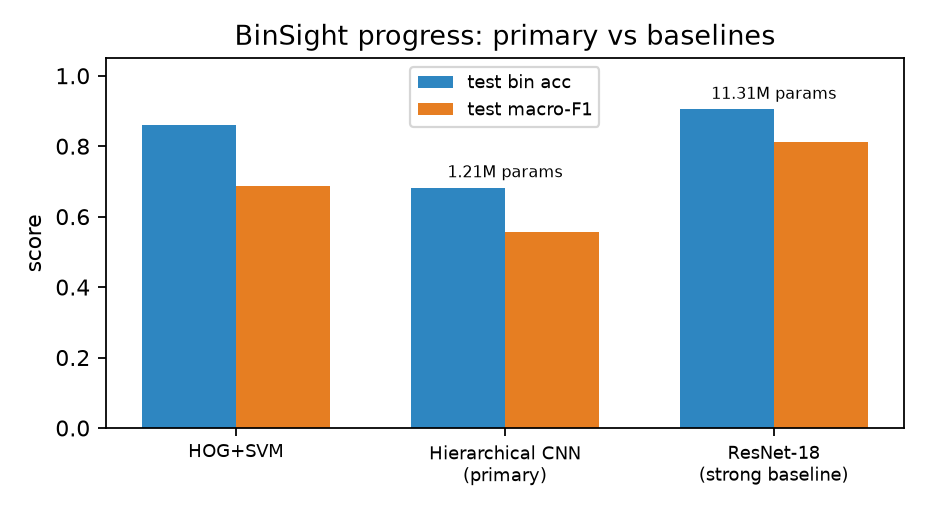 BinSight progress: primary vs baselines
test bin acc
test macro-F1
11.31M params
1.21M params
score
1.0
0.8
0.6
0.4
0.2
0.0
HOG+SVM
Hierarchical CNN
(primary)
ResNet-18
(strong baseline)